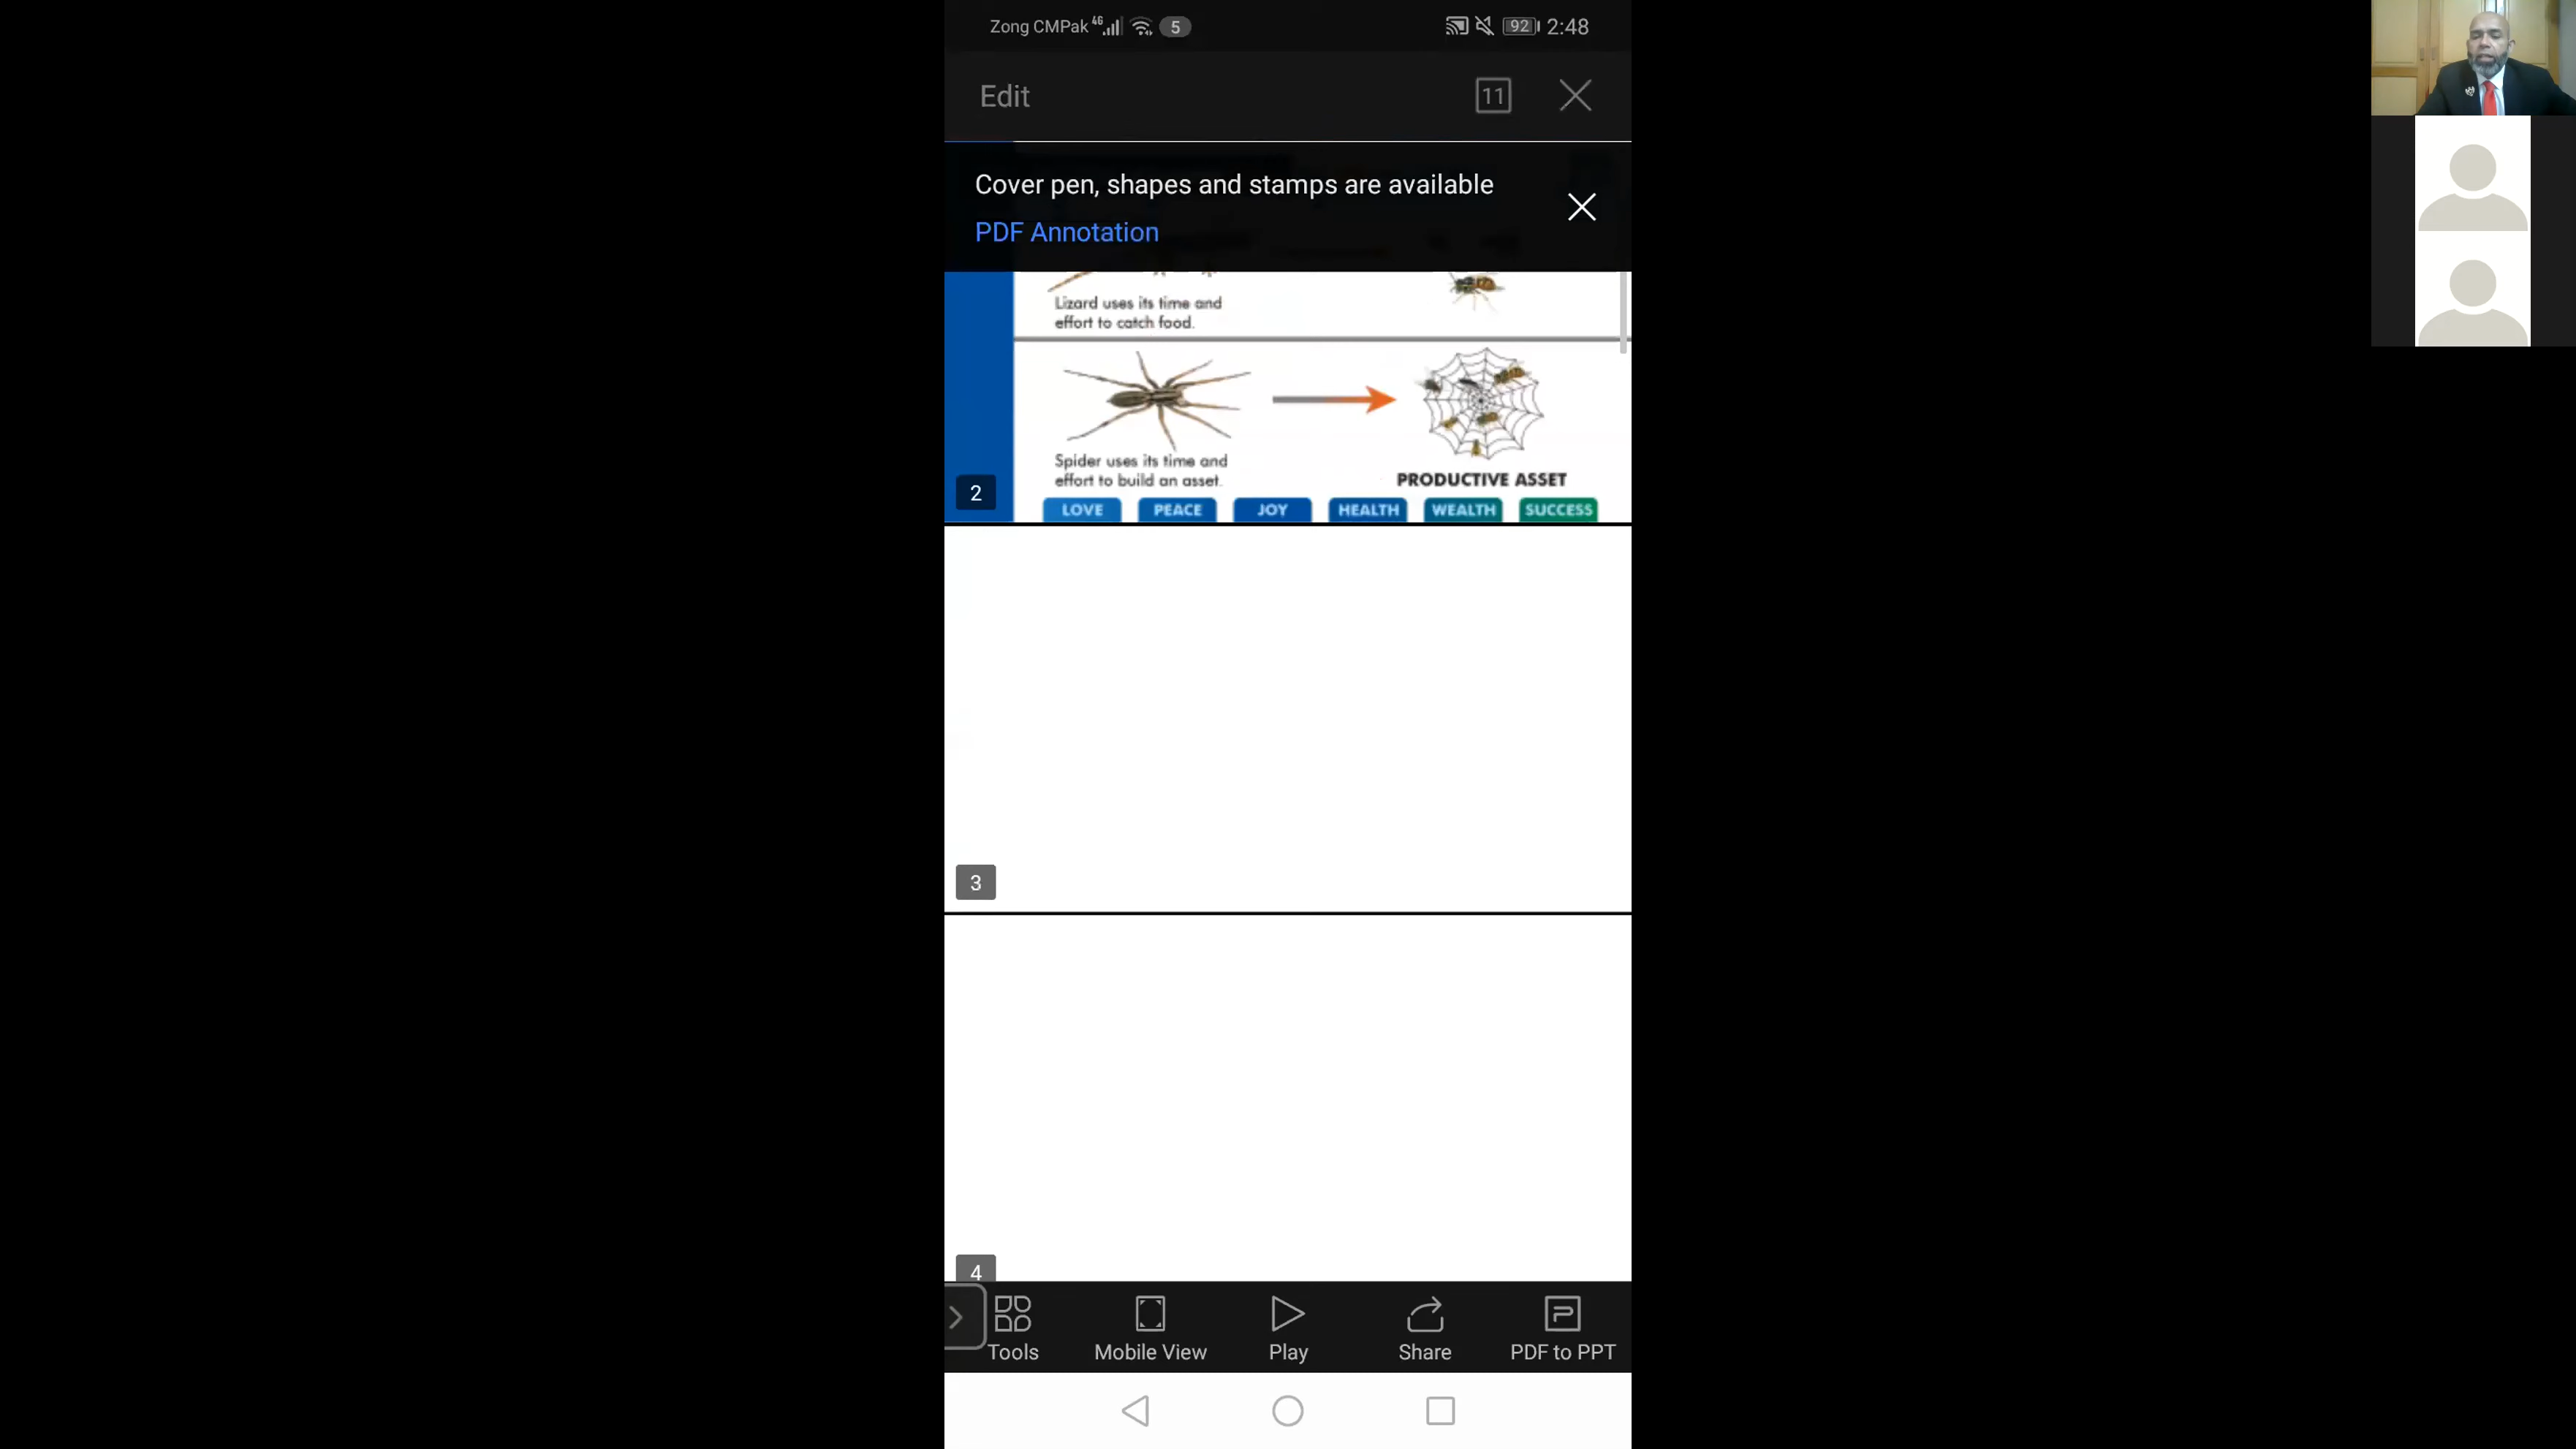 Zong CMPak 4G 5 92 2:48
Edit 11
Cover pen, shapes and stamps are available
PDF Annotation
Lizard uses its time and
effort to catch food.
Spider uses its time and
effort to build an asset.
PRODUCTIVE ASSET
2
LOVE PEACE JOY HEALTH WEALTH SUCCESS
3
4
Tools Mobile View Play Share PDF to PPT